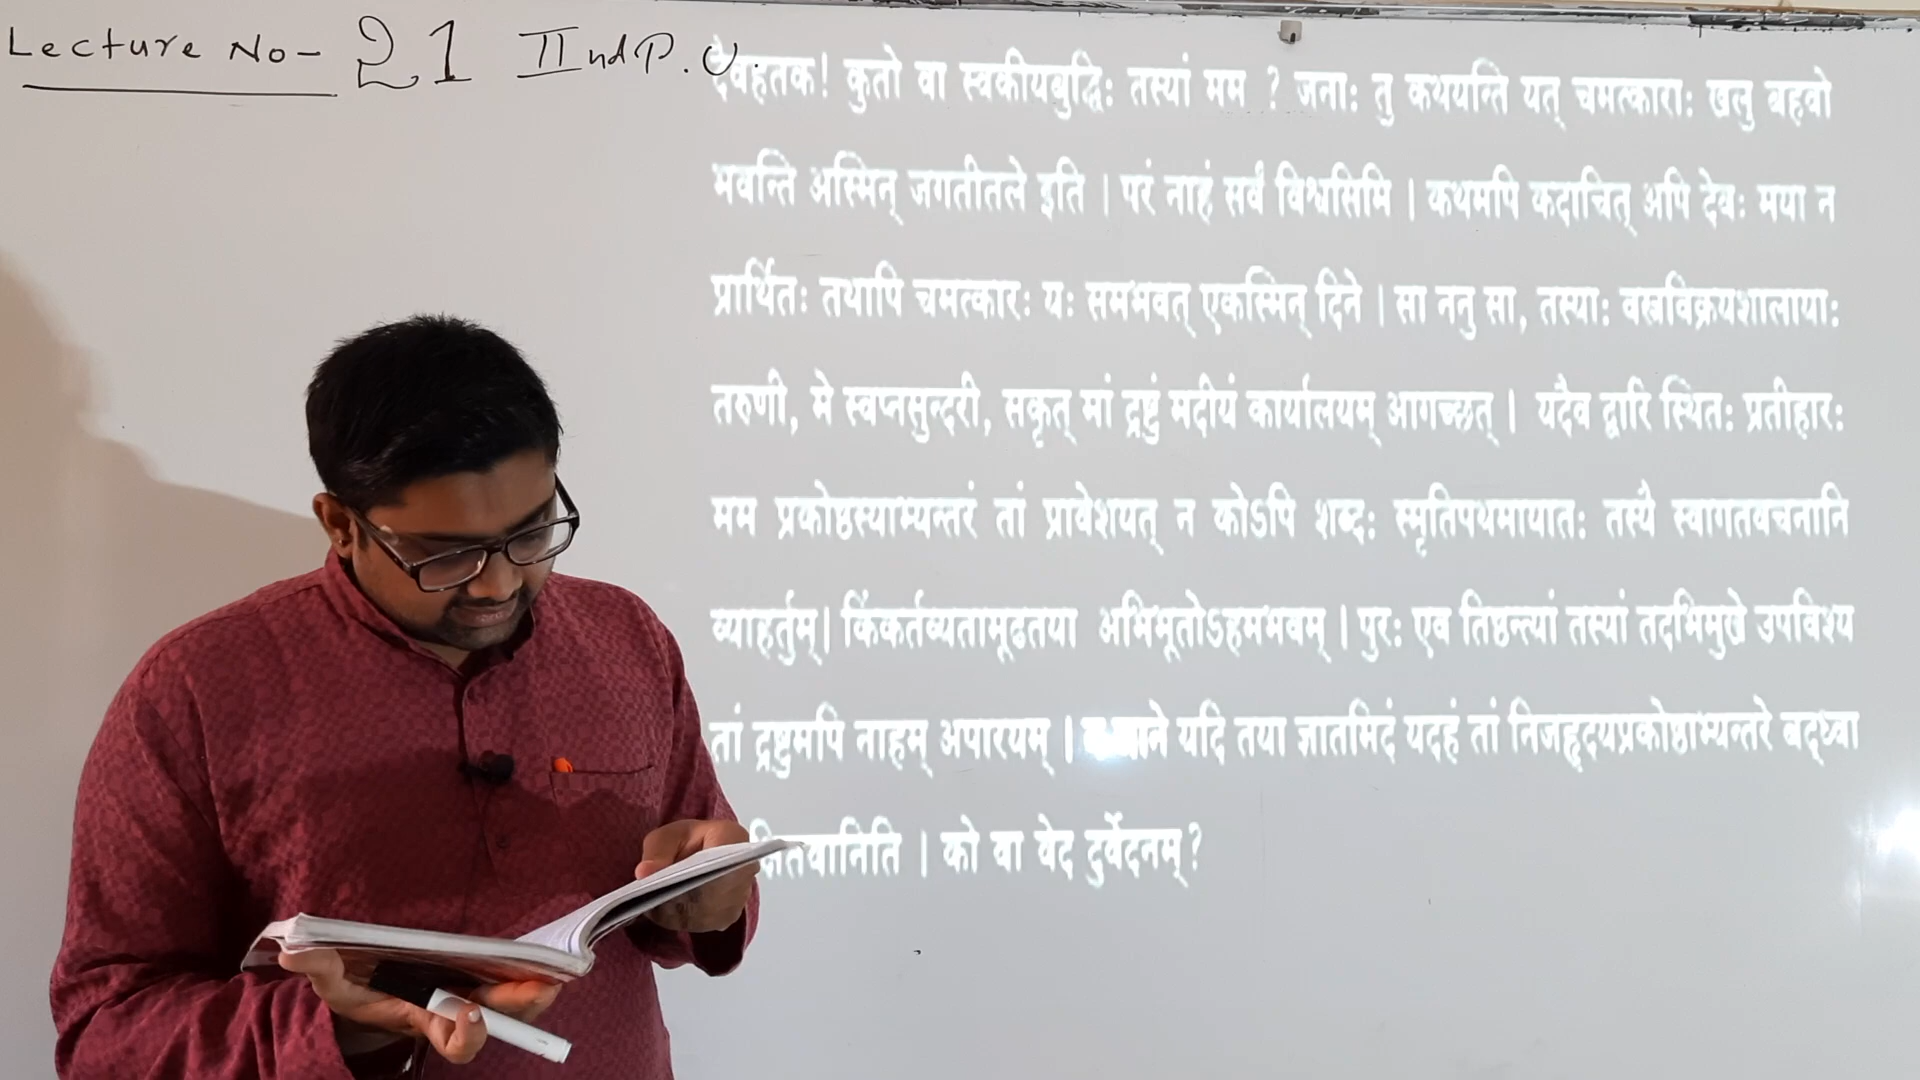 Lecture No- 21 IInd P.U.
दैवहतक! कुतो वा स्वकीयबुद्धिः तस्यां मम ? जनाः तु कथयन्ति यत् चमत्काराः खलु बहवो
भवन्ति अस्मिन् जगतीतले इति । परं नाहं सर्वं विश्वसिमि । कथमपि कदाचित् अपि देवः मया न
प्रार्थितः तथापि चमत्कारः यः समभवत् एकस्मिन् दिने । सा ननु सा, तस्याः वस्त्रविक्रयशालायाः
तरुणी, मे स्वप्नसुन्दरी, सकृत् मां द्रष्टुं मदीयं कार्यालयम् आगच्छत् । यदैव द्वारि स्थितः प्रतीहारः
मम प्रकोष्ठस्याभ्यन्तरं तां प्रावेशयत् न कोऽपि शब्दः स्मृतिपथमायातः तस्यै स्वागतवचनानि
व्याहर्तुम्। किंकर्तव्यतामूढतया अभिभूतोऽहमभवम् । पुरः एव तिष्ठन्त्यां तस्यां तदभिमुखे उपविश्य
तां द्रष्टुमपि नाहम् अपारयम् । यदि तया ज्ञातमिदं यदहं तां निजहृदयप्रकोष्ठाभ्यन्तरे बद्ध्वा
को वा वेद दुर्वेदनम्?